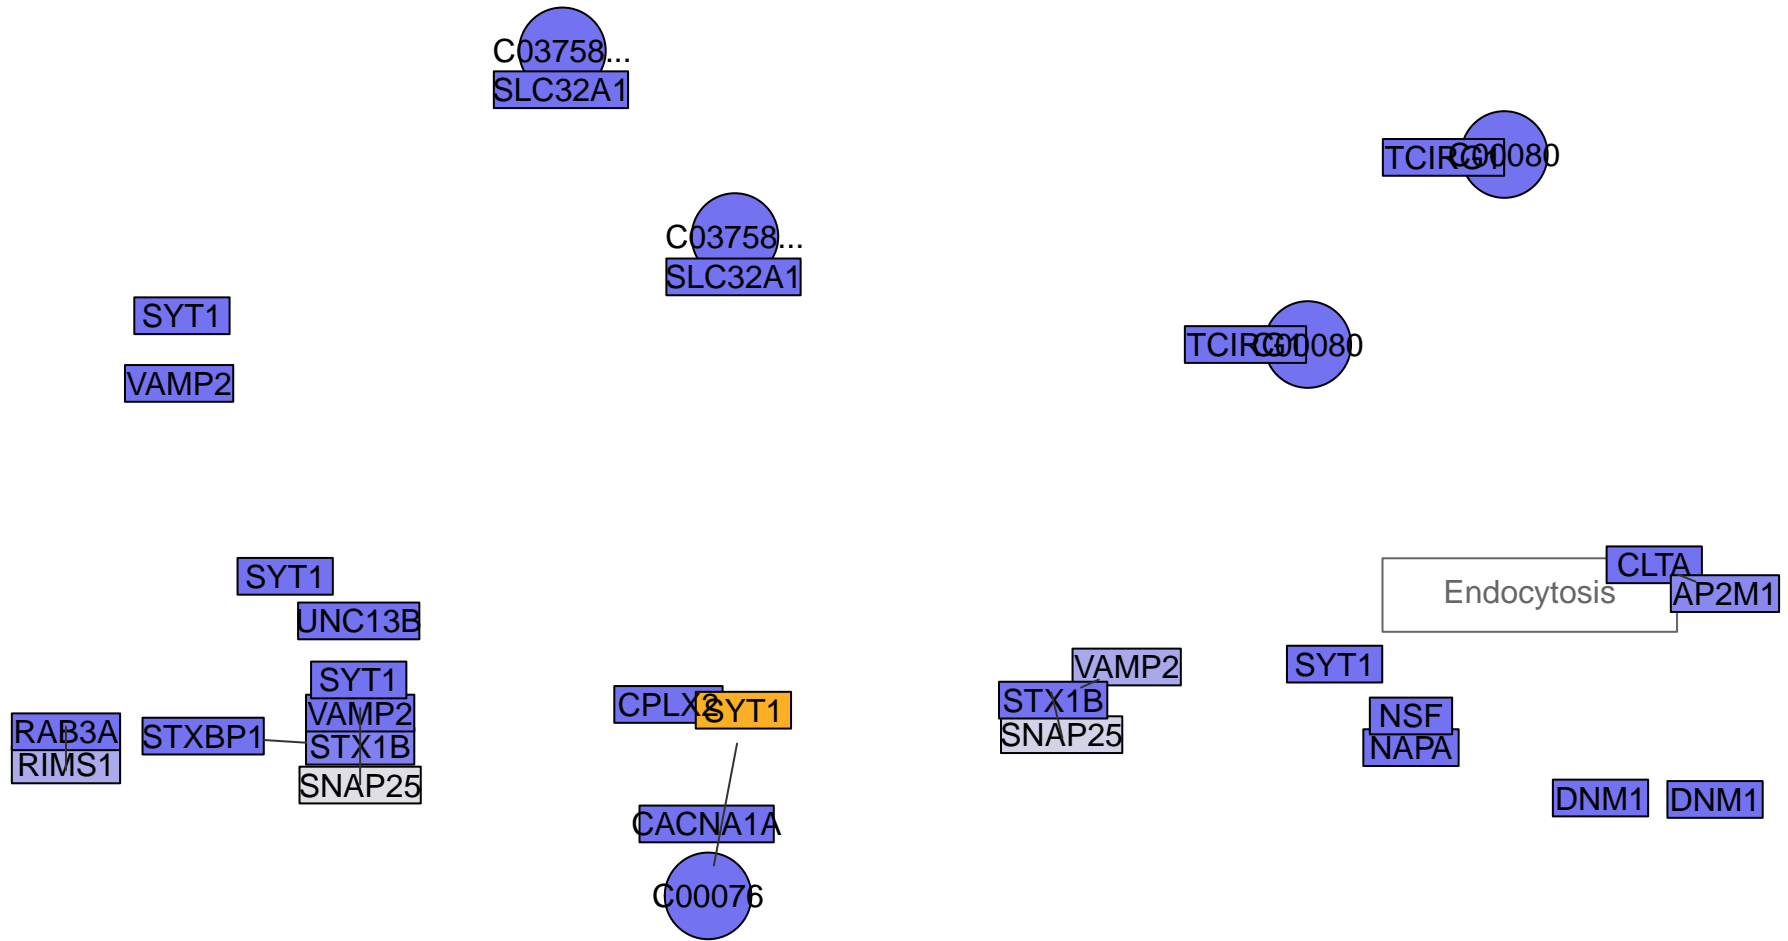 C03758...
SLC32A1
TCIRG1
C00080
C03758...
SLC32A1
SYT1
TCIRG1
C00080
VAMP2
SYT1
CLTA
Endocytosis
AP2M1
UNC13B
SYT1
VAMP2
SYT1
STX1B
CPLX2
SYT1
VAMP2
NSF
RAB3A
STXBP1
STX1B
SNAP25
NAPA
RIMS1
SNAP25
DNM1
DNM1
CACNA1A
C00076